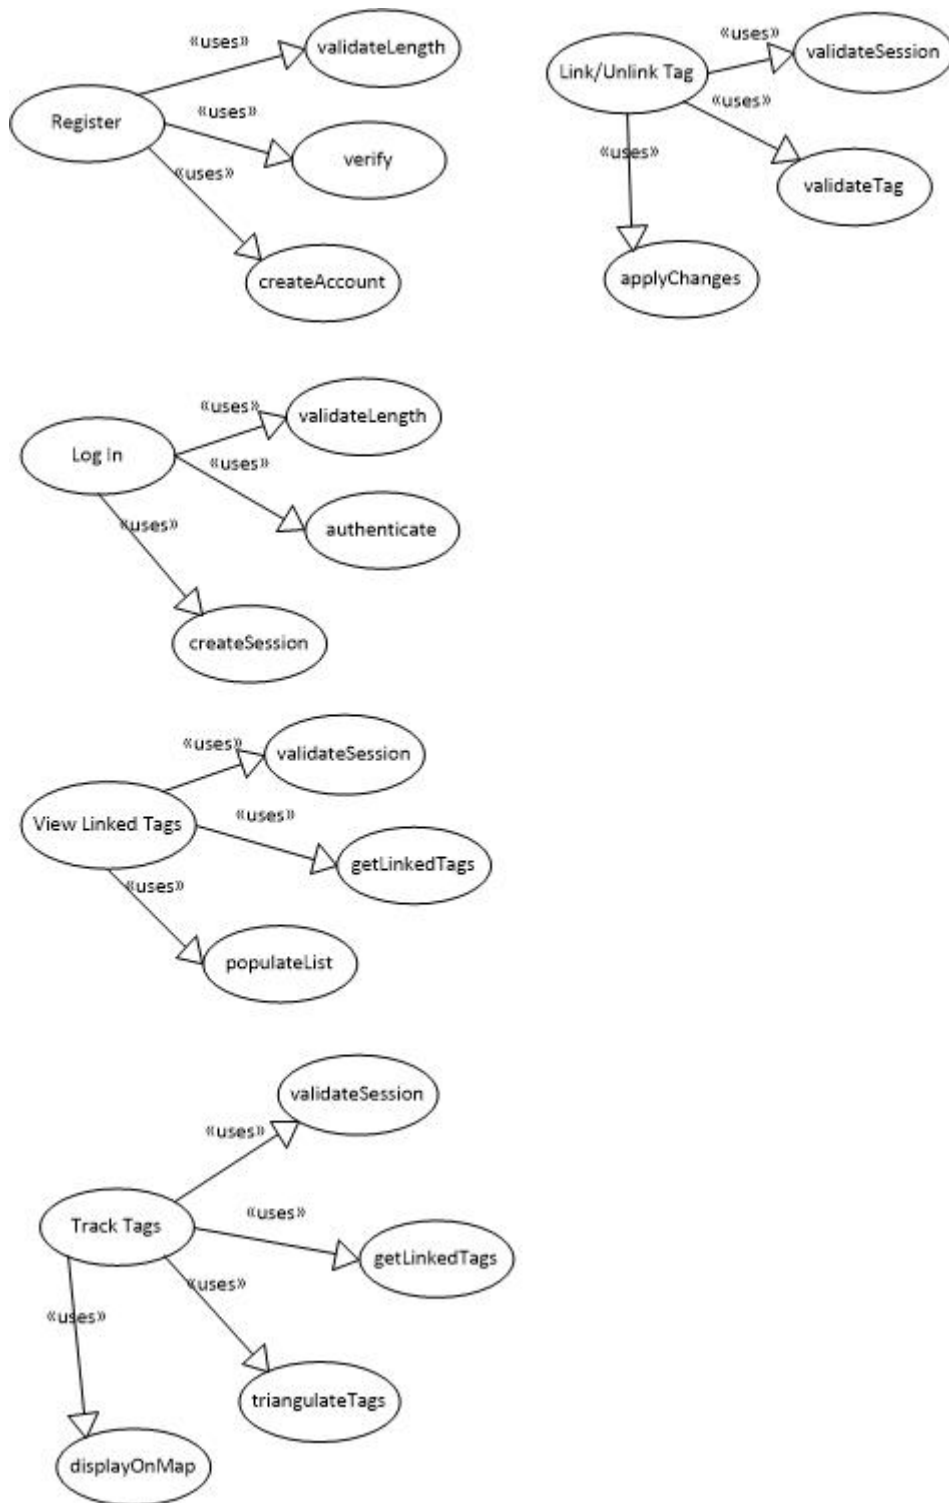 «uses»
validateLength
Register
«uses»
verify
«uses»
createAccount
«uses»
validateSession
Link/Unlink Tag
«uses»
validateTag
«uses»
applyChanges
«uses»
validateLength
Log In
«uses»
authenticate
«uses»
createSession
«uses»
validateSession
View Linked Tags
«uses»
getLinkedTags
«uses»
populateList
validateSession
«uses»
Track Tags
«uses»
getLinkedTags
«uses»
triangulateTags
«uses»
displayOnMap